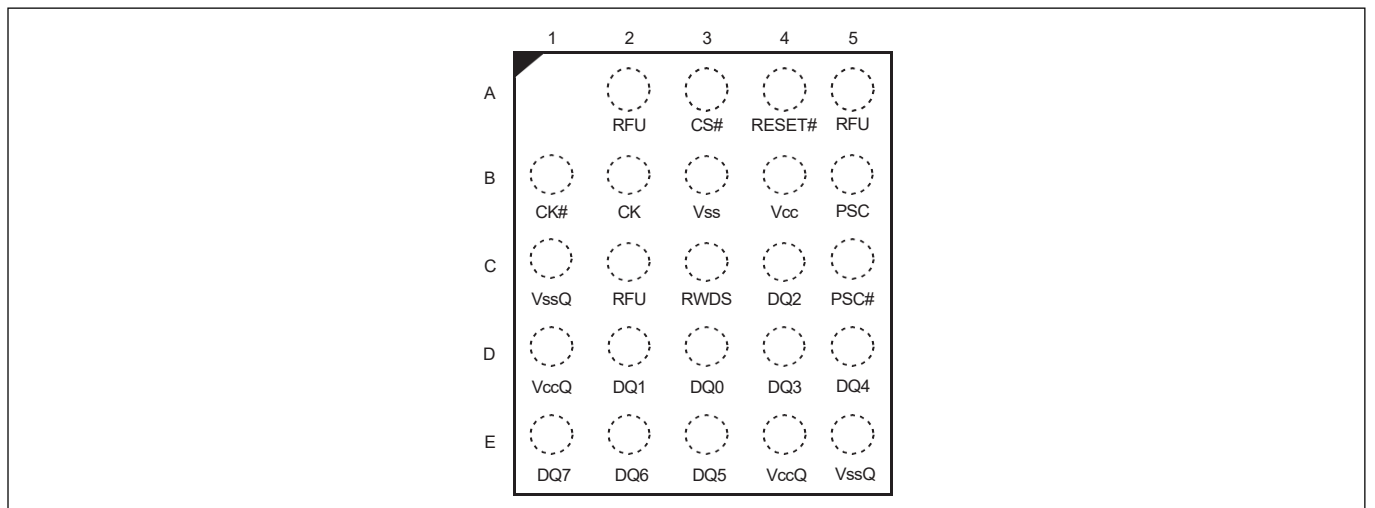 1 2 3 4 5
A
RFU CS# RESET# RFU
B
CK# CK Vss Vcc PSC
C
VssQ RFU RWDS DQ2 PSC#
D
VccQ DQ1 DQ0 DQ3 DQ4
E
DQ7 DQ6 DQ5 VccQ VssQ